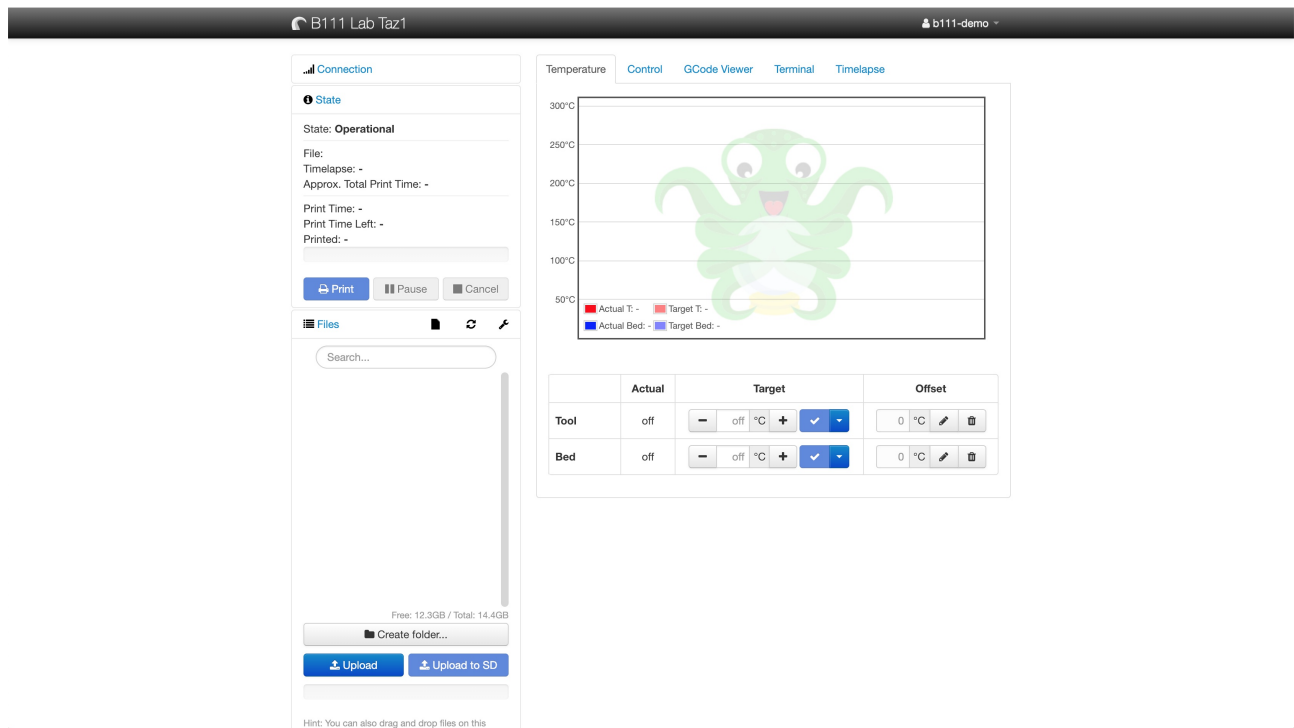 B111 Lab Taz1
b111-demo
Connection
State
State: Operational
File:
Timelapse: -
Approx. Total Print Time: -
Print Time: -
Print Time Left: -
Printed: -
Print
Pause
Cancel
Files
Search...
Free: 12.3GB / Total: 14.4GB
Create folder...
Upload
Upload to SD
Hint: You can also drag and drop files on this
Temperature Control GCode Viewer Terminal Timelapse
300°C
250°C
200°C
150°C
100°C
50°C
Actual T: - Target T: -
Actual Bed: - Target Bed: -
Actual Target Offset
Tool off off °C 0 °C
Bed off off °C 0 °C